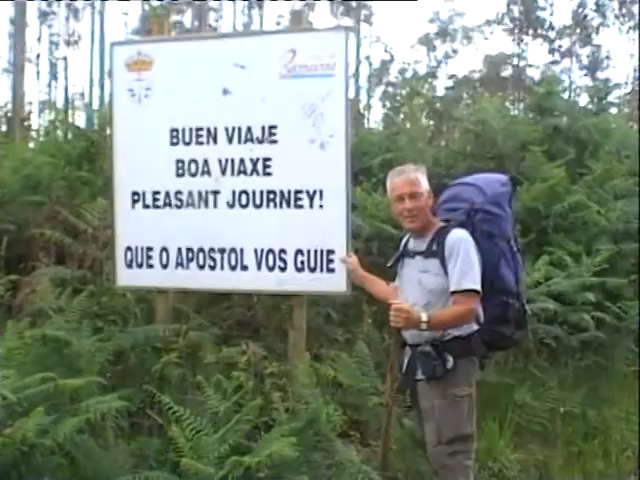 BUEN VIAJE
BOA VIAXE
PLEASANT JOURNEY!
QUE O APOSTOL VOS GUIE